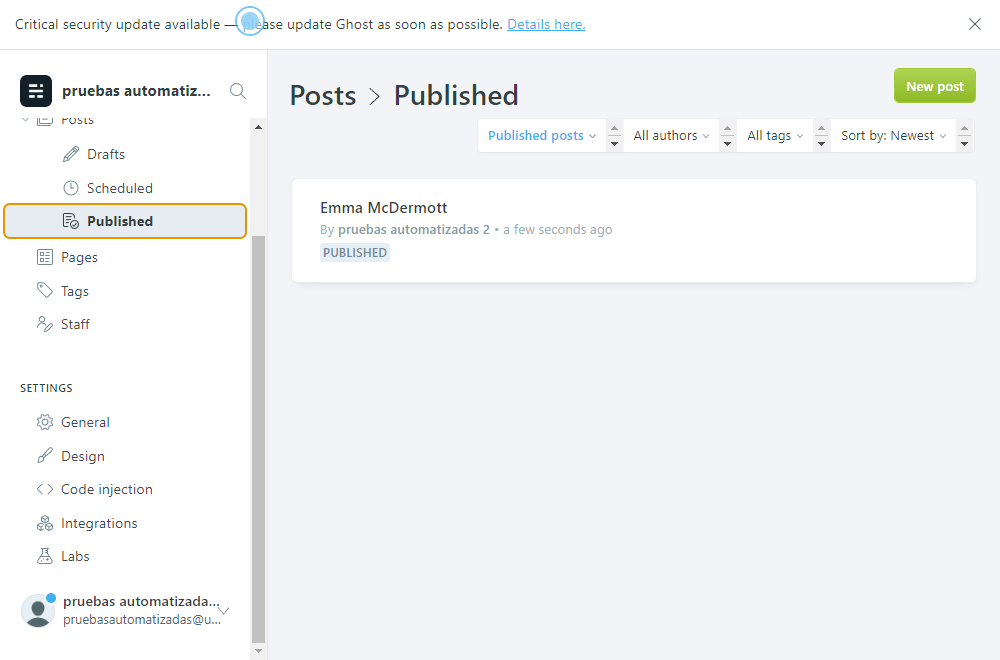 Critical security update available — please update Ghost as soon as possible. Details here.
pruebas automatiz...
Posts
Drafts
Scheduled
Published
Pages
Tags
Staff
SETTINGS
General
Design
Code injection
Integrations
Labs
pruebas automatizada...
pruebasautomatizadas@u...
Posts > Published
New post
Published posts
All authors
All tags
Sort by: Newest
Emma McDermott
By pruebas automatizadas 2 • a few seconds ago
PUBLISHED